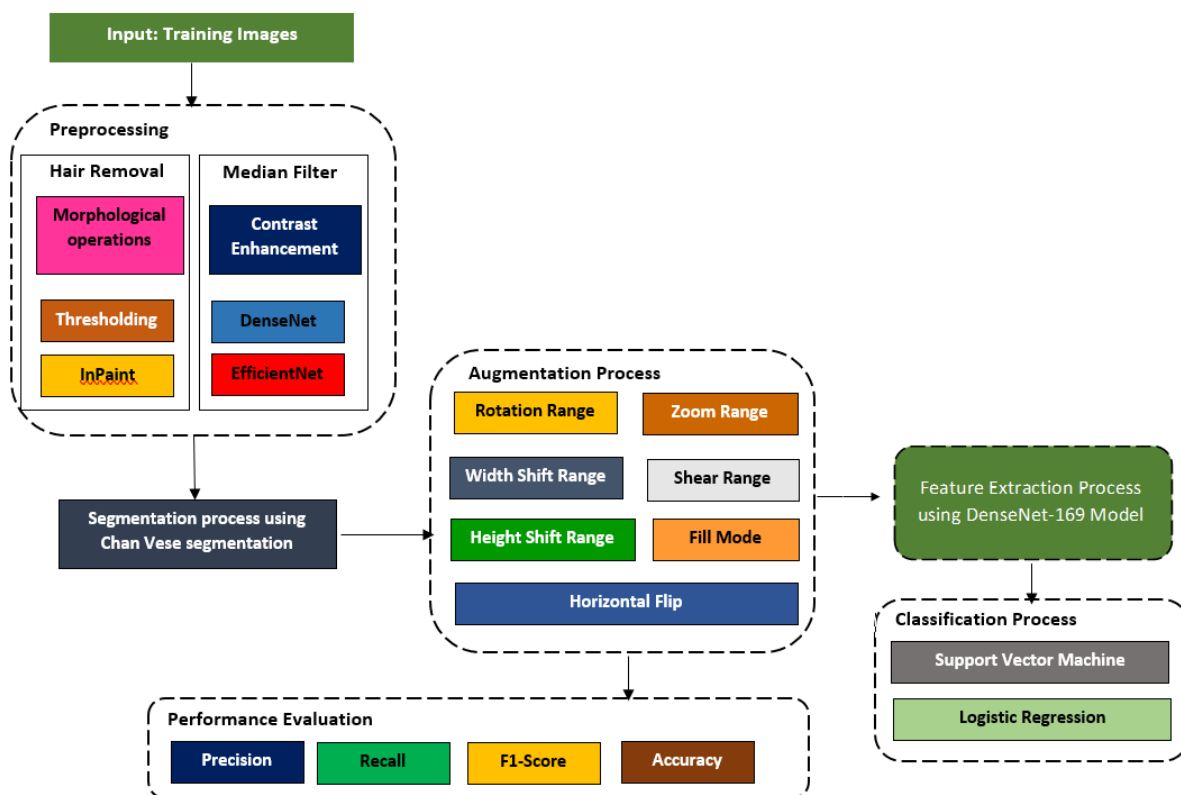 Input: Training Images
Preprocessing
Hair Removal
Morphological
operations
Thresholding
InPaint
Median Filter
Contrast
Enhancement
DenseNet
EfficientNet
Segmentation process using
Chan Vese segmentation
Augmentation Process
Rotation Range
Zoom Range
Width Shift Range
Shear Range
Height Shift Range
Fill Mode
Horizontal Flip
Feature Extraction Process
using DenseNet-169 Model
Classification Process
Support Vector Machine
Logistic Regression
Performance Evaluation
Precision
Recall
F1-Score
Accuracy